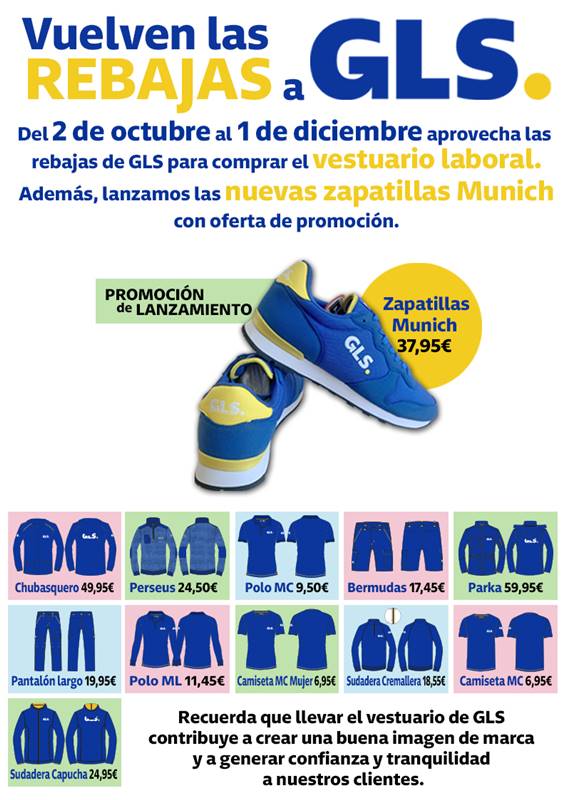 Vuelven las
REBAJAS a GLS.
Del 2 de octubre al 1 de diciembre aprovecha las
rebajas de GLS para comprar el vestuario laboral.
Además, lanzamos las nuevas zapatillas Munich
con oferta de promoción.
PROMOCIÓN
de LANZAMIENTO
Zapatillas
Munich
37,95€
GLS.
GLS.
Chubasquero 49,95€
Perseus 24,50€
Polo MC 9,50€
Bermudas 17,45€
Parka 59,95€
Pantalón largo 19,95€
Polo ML 11,45€
Camiseta MC Mujer 6,95€
Sudadera Cremallera 18,55€
Camiseta MC 6,95€
Sudadera Capucha 24,95€
Recuerda que llevar el vestuario de GLS
contribuye a crear una buena imagen de marca
y a generar confianza y tranquilidad
a nuestros clientes.